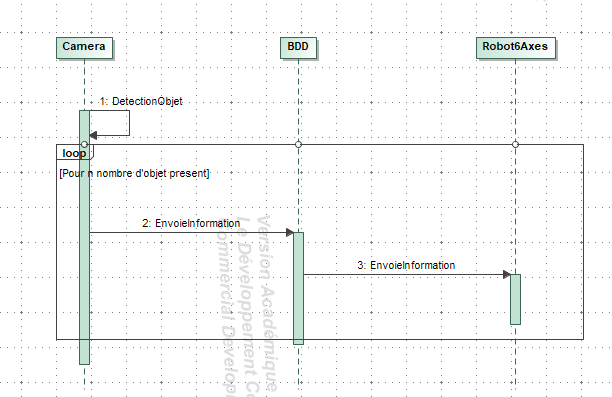 Camera
BDD
Robot6Axes
1: DetectionObjet
loop
[Pour n nombre d'objet present]
2: EnvoieInformation
3: EnvoieInformation
Version Académique
Le Développement Co
Commercial Develop